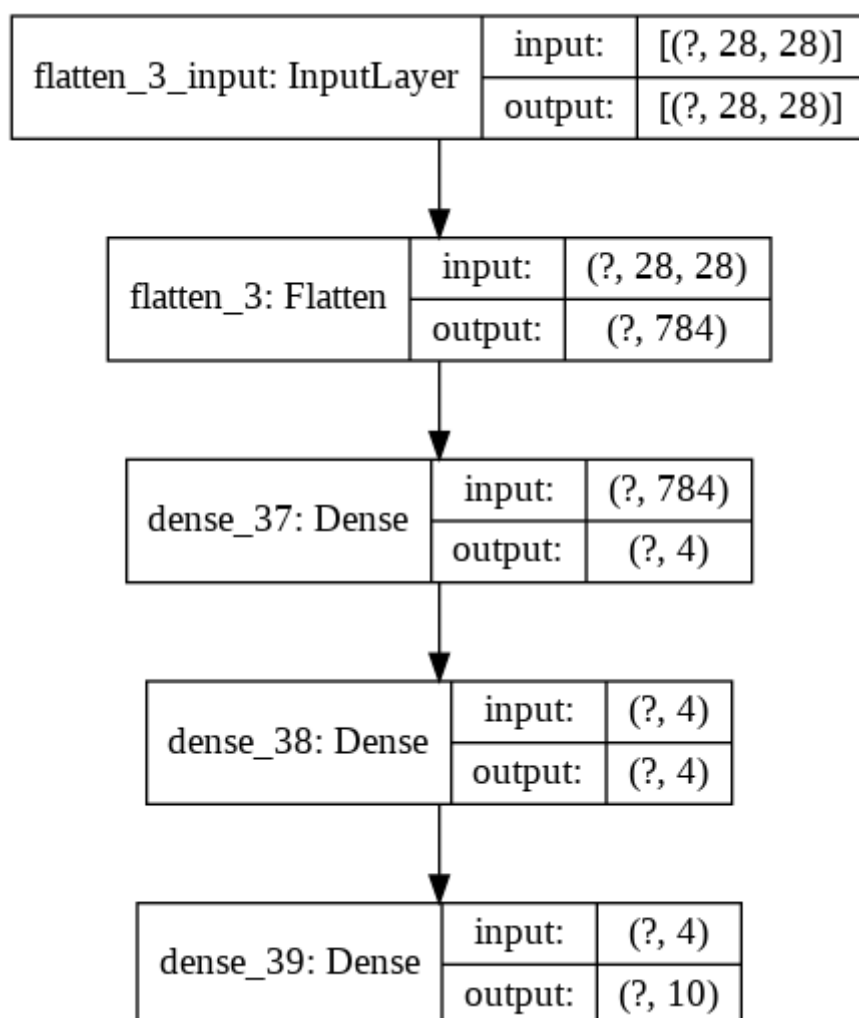 flatten_3_input: InputLayer
input: [(?, 28, 28)]
output: [(?, 28, 28)]
flatten_3: Flatten
input: (?, 28, 28)
output: (?, 784)
dense_37: Dense
input: (?, 784)
output: (?, 4)
dense_38: Dense
input: (?, 4)
output: (?, 4)
dense_39: Dense
input: (?, 4)
output: (?, 10)